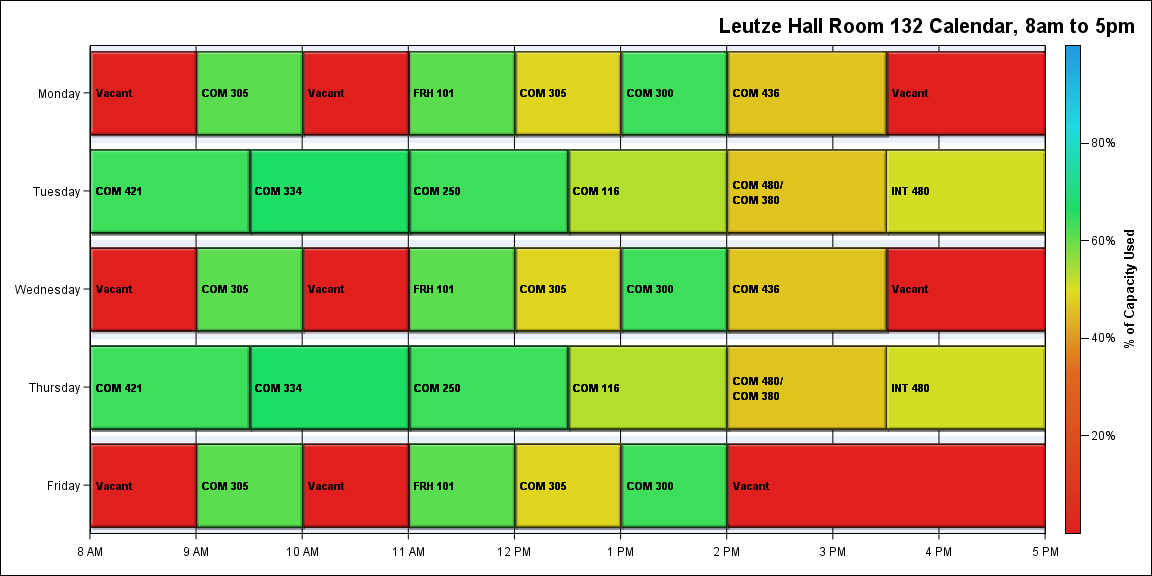 Leutze Hall Room 132 Calendar, 8am to 5pm
Monday
Vacant
COM 305
Vacant
FRH 101
COM 305
COM 300
COM 436
Vacant
Tuesday
COM 421
COM 334
COM 250
COM 116
COM 480/
COM 380
INT 480
Wednesday
Vacant
COM 305
Vacant
FRH 101
COM 305
COM 300
COM 436
Vacant
Thursday
COM 421
COM 334
COM 250
COM 116
COM 480/
COM 380
INT 480
Friday
Vacant
COM 305
Vacant
FRH 101
COM 305
COM 300
Vacant
8 AM
9 AM
10 AM
11 AM
12 PM
1 PM
2 PM
3 PM
4 PM
5 PM
80%
60%
40%
20%
% of Capacity Used